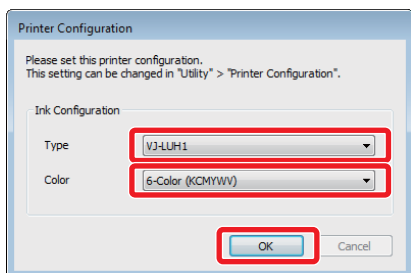 Printer Configuration
Please set this printer configuration.
This setting can be changed in "Utility" > "Printer Configuration".
Ink Configuration
Type VJ-LUH1
Color 6-Color (KCMYWV)
OK Cancel